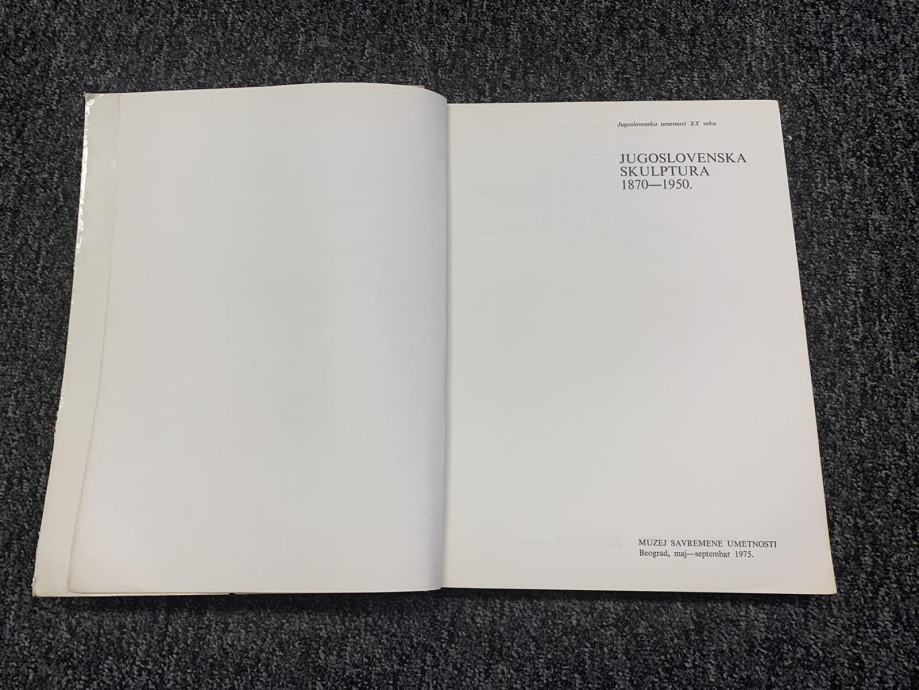 Jugoslovenska umetnost XX veka
JUGOSLOVENSKA
SKULPTURA
1870—1950.
MUZEJ SAVREMENE UMETNOSTI
Beograd, maj—septembar 1975.